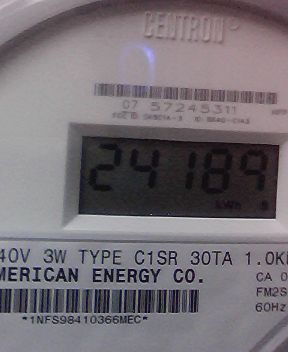 CENTRON®
07 57245311
24189
kWh
40V 3W TYPE C1SR 30TA 1.0K
MERICAN ENERGY CO.
CA 0
FM2S
60Hz
*1NFS98410366MEC*